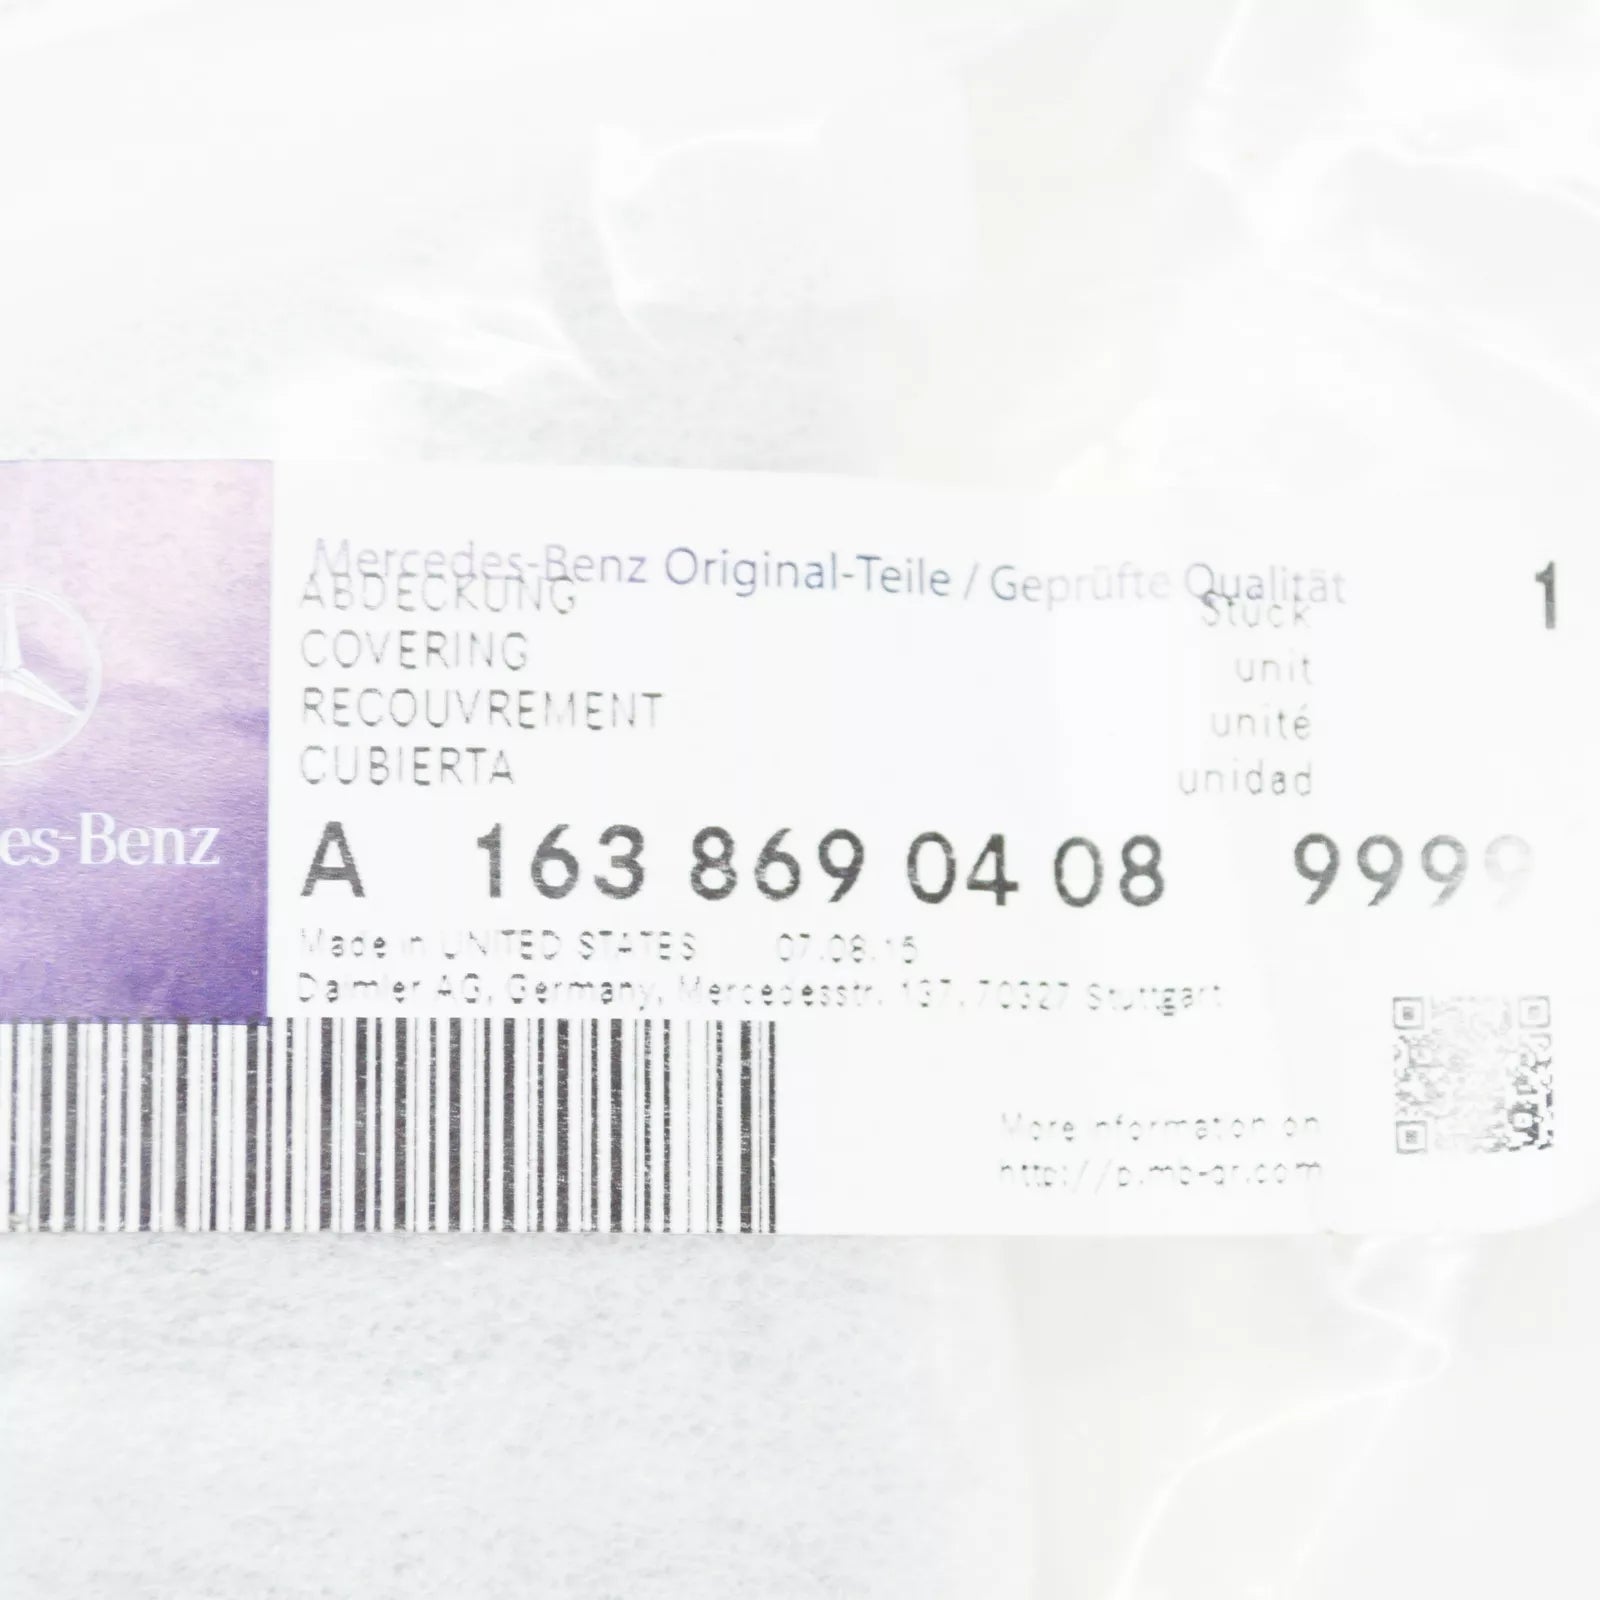 es-Benz
Mercedes-Benz Original-Teile / Geprüfte Qualität
ABDECKUNG Stück 1
COVERING unit
RECOUVREMENT unité
CUBIERTA unidad
A 163 869 04 08 9999
Made in UNITED STATES 07.08.15
Daimler AG, Germany, Mercedesstr. 137, 70327 Stuttgart
More information on
http://p.mb-qr.com